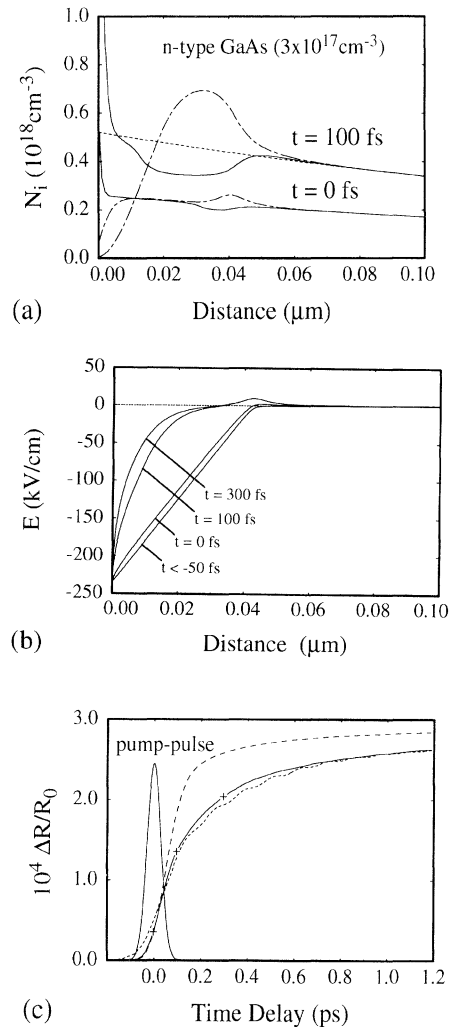 1.0
0.8
0.6
0.4
0.2
0.0
N_i (10^18 cm^-3)
n-type GaAs (3x10^17 cm^-3)
t = 100 fs
t = 0 fs
0.00 0.02 0.04 0.06 0.08 0.10
(a) Distance (μm)
50
0
-50
-100
-150
-200
-250
E (kV/cm)
t = 300 fs
t = 100 fs
t = 0 fs
t < -50 fs
0.00 0.02 0.04 0.06 0.08 0.10
(b) Distance (μm)
3.0
2.0
1.0
0.0
10^4 ΔR/R_0
pump-pulse
0.0 0.2 0.4 0.6 0.8 1.0 1.2
(c) Time Delay (ps)